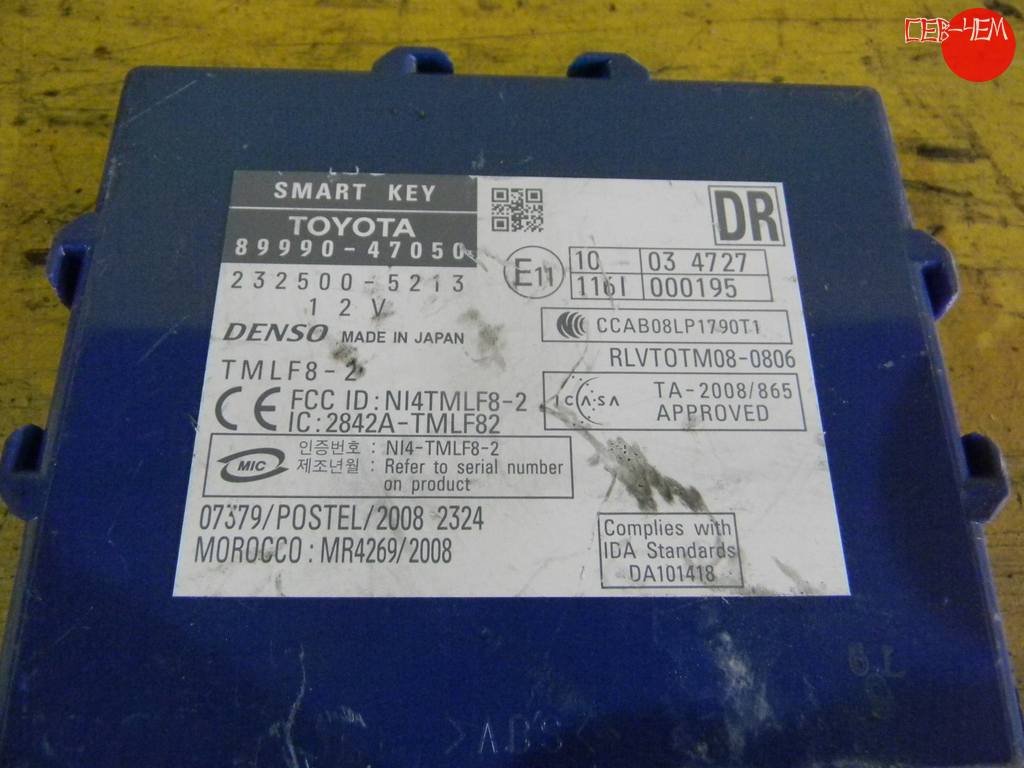 ПЕВ-ЧЕМ
SMART KEY
TOYOTA
89990-47050
232500-5213
12V
DENSO MADE IN JAPAN
TMLF8-2
FCC ID: NI4TMLF8-2
IC: 2842A-TMLF82
MIC
인증번호 : NI4-TMLF8-2
제조년월 : Refer to serial number
on product
07379/POSTEL/2008 2324
MOROCCO: MR4269/2008
DR
E11
10 03 4727
116I 000195
CCAB08LP1790T1
RLVTOTM08-0806
ICASA TA-2008/865
APPROVED
Complies with
IDA Standards
DA101418